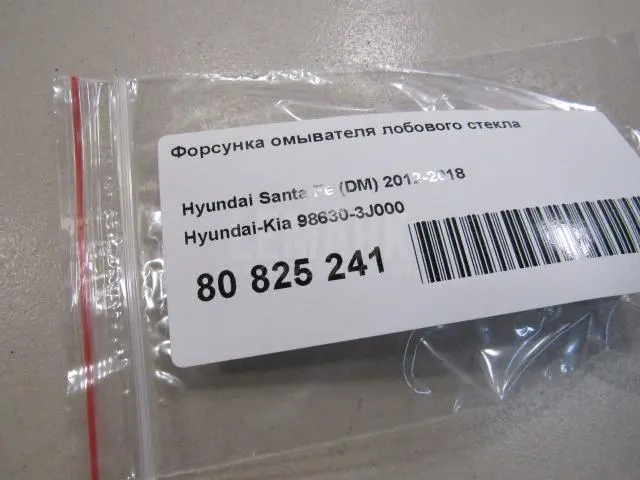 Форсунка омывателя лобового стекла
Hyundai Santa Fe (DM) 2012-2018
Hyundai-Kia 98630-3J000
80 825 241